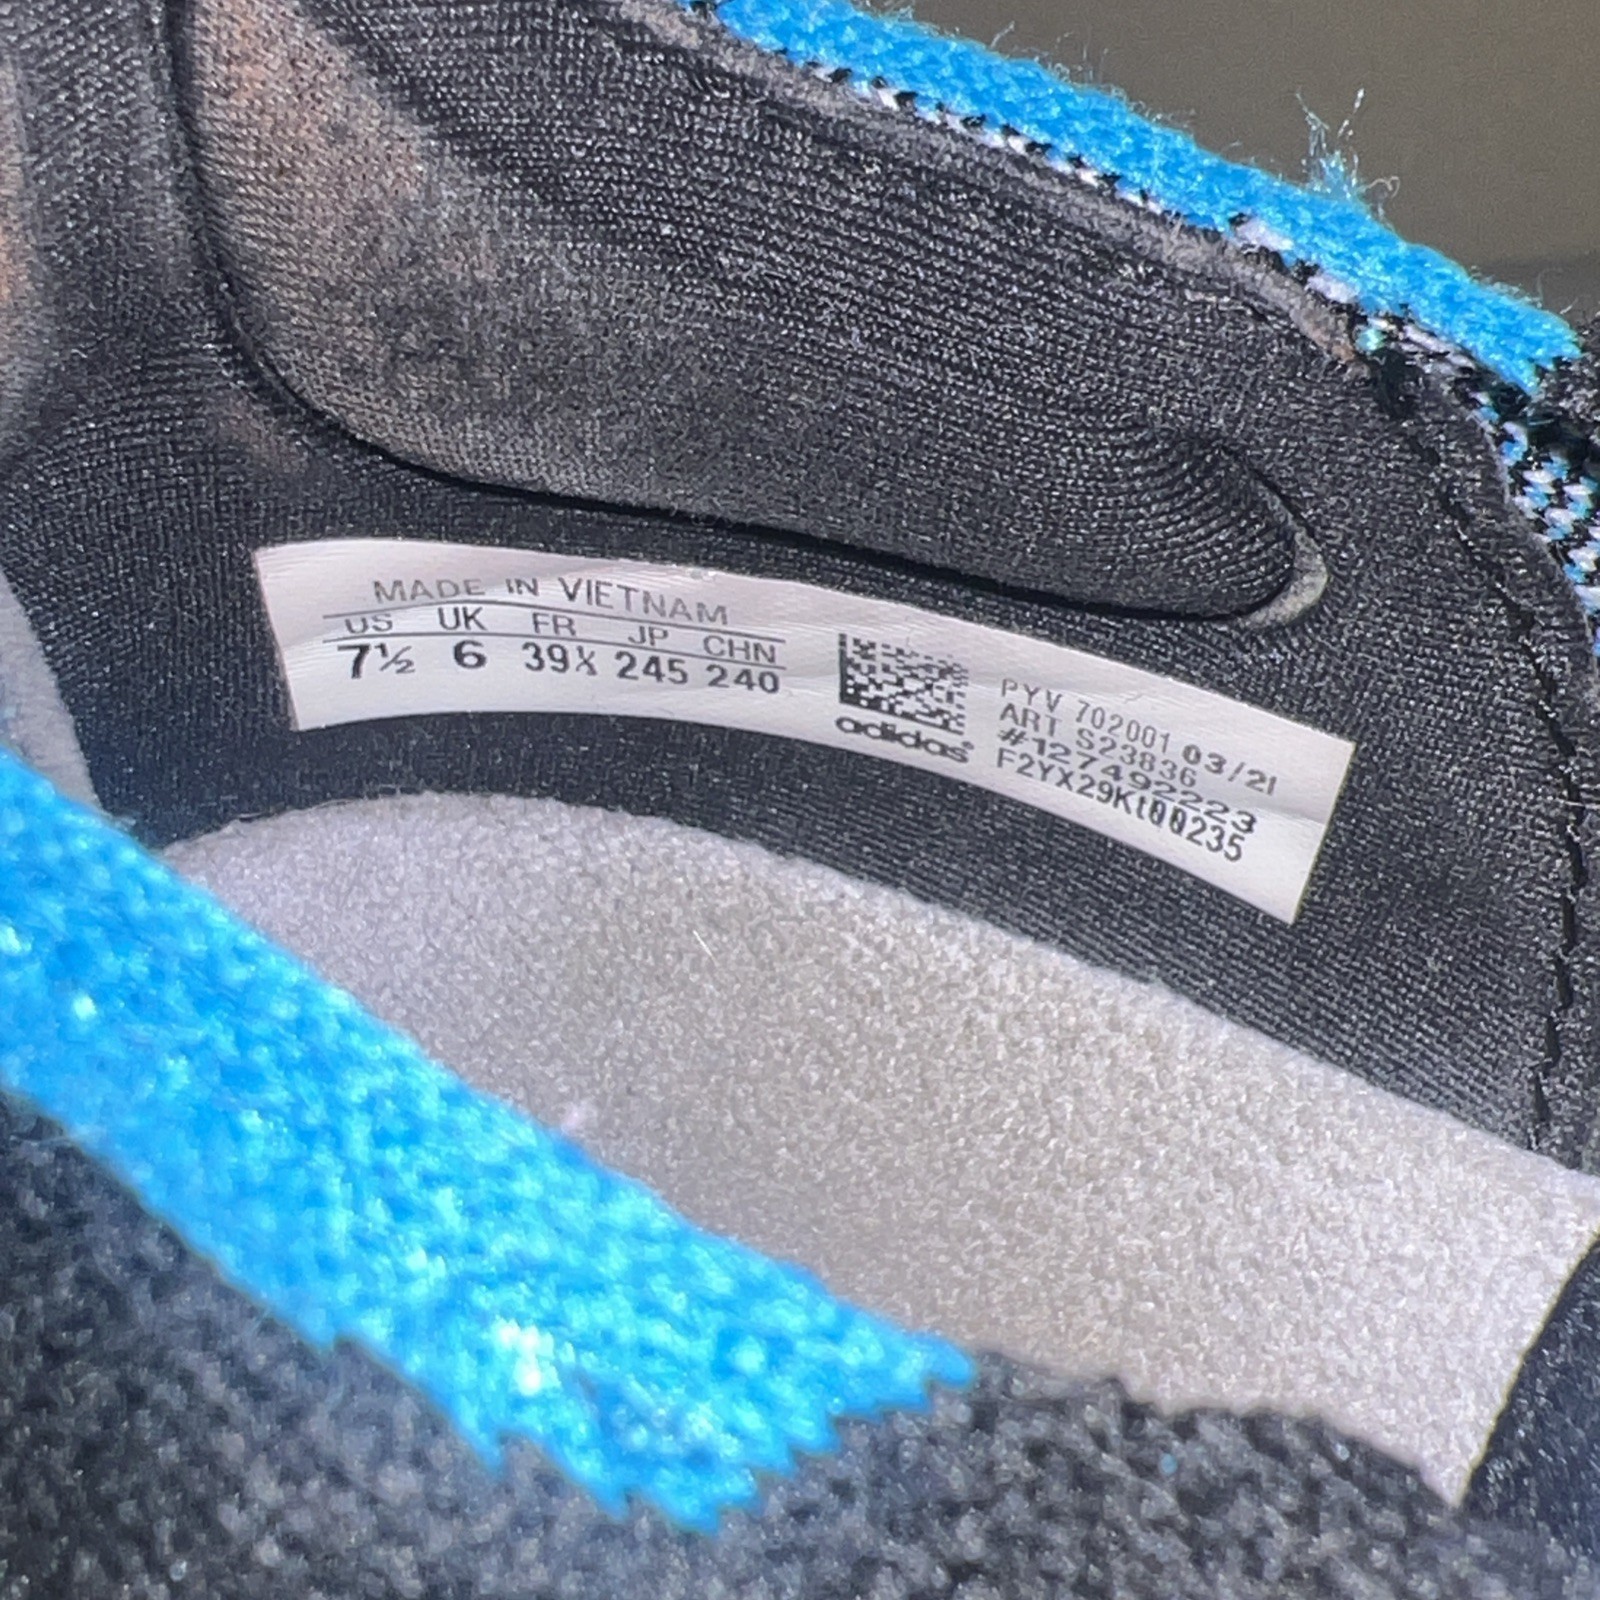 MADE IN VIETNAM
US UK FR JP CHN
7½ 6 39⅓ 245 240
adidas
PYV 702001 03/21
ART S23836
#1274922223
F2YX29Kt00235